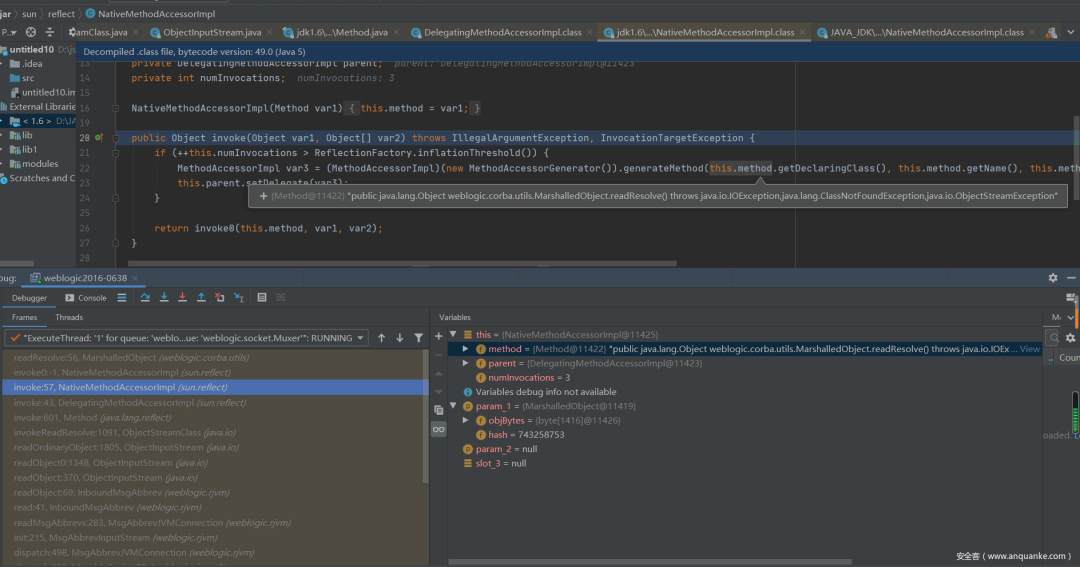 jar › sun › reflect › NativeMethodAccessorImpl
P..▾ amClass.java × ObjectInputStream.java × jdk1.6\...\Method.java × DelegatingMethodAccessorImpl.class × jdk1.6\...\NativeMethodAccessorImpl.class × JAVA_JDK\...\NativeMethodAccessorImpl.class ×
untitled10 D:\js
.idea
src
untitled10.im
External Librarie
< 1.6 > D:\JA
lib
lib1
modules
Scratches and C
Decompiled .class file, bytecode version: 49.0 (Java 5)
13 private DelegatingMethodAccessorImpl parent; parent: DelegatingMethodAccessorImpl@11423
14 private int numInvocations; numInvocations: 3
15
16 NativeMethodAccessorImpl(Method var1) { this.method = var1; }
19
20 public Object invoke(Object var1, Object[] var2) throws IllegalArgumentException, InvocationTargetException {
21 if (++this.numInvocations > ReflectionFactory.inflationThreshold()) {
22 MethodAccessorImpl var3 = (MethodAccessorImpl)(new MethodAccessorGenerator()).generateMethod(this.method.getDeclaringClass(), this.method.getName(), this.meth
23 this.parent.setDelegate(var3);
+ {Method@11422} "public java.lang.Object weblogic.corba.utils.MarshalledObject.readResolve() throws java.io.IOException,java.lang.ClassNotFoundException,java.io.ObjectStreamException"
24 }
25
26 return invoke0(this.method, var1, var2);
27 }
28
bug: weblogic2016-0638 ×
Debugger Console
Frames Threads
"ExecuteThread: '1' for queue: 'weblo...ue: 'weblogic.socket.Muxer'": RUNNING
readResolve:56, MarshalledObject (weblogic.corba.utils)
invoke0:-1, NativeMethodAccessorImpl (sun.reflect)
invoke:57, NativeMethodAccessorImpl (sun.reflect)
invoke:43, DelegatingMethodAccessorImpl (sun.reflect)
invoke:601, Method (java.lang.reflect)
invokeReadResolve:1091, ObjectStreamClass (java.io)
readOrdinaryObject:1805, ObjectInputStream (java.io)
readObject0:1348, ObjectInputStream (java.io)
readObject:370, ObjectInputStream (java.io)
readObject:69, InboundMsgAbbrev (weblogic.rjvm)
read:41, InboundMsgAbbrev (weblogic.rjvm)
readMsgAbbrevs:283, MsgAbbrevJVMConnection (weblogic.rjvm)
init:215, MsgAbbrevInputStream (weblogic.rjvm)
dispatch:498, MsgAbbrevJVMConnection (weblogic.rjvm)
Variables
this = {NativeMethodAccessorImpl@11425}
method = {Method@11422} "public java.lang.Object weblogic.corba.utils.MarshalledObject.readResolve() throws java.io.IOEx ... View
parent = {DelegatingMethodAccessorImpl@11423}
numInvocations = 3
Variables debug info not available
param_1 = {MarshalledObject@11419}
objBytes = {byte[1416]@11426}
hash = 743258753
param_2 = null
slot_3 = null
Me
Coun
oaded. L
安全客（www.anquanke.com）